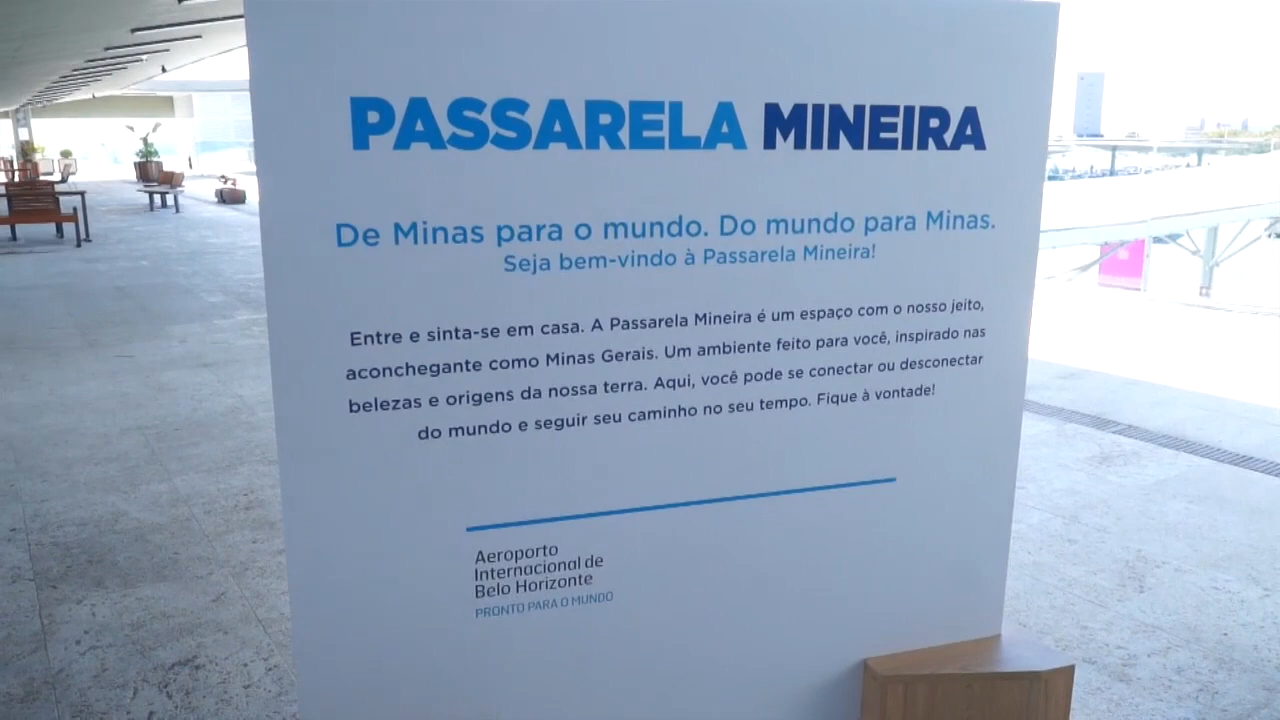 PASSARELA MINEIRA
De Minas para o mundo. Do mundo para Minas.
Seja bem-vindo à Passarela Mineira!
Entre e sinta-se em casa. A Passarela Mineira é um espaço com o nosso jeito,
aconchegante como Minas Gerais. Um ambiente feito para você, inspirado nas
belezas e origens da nossa terra. Aqui, você pode se conectar ou desconectar
do mundo e seguir seu caminho no seu tempo. Fique à vontade!
Aeroporto
Internacional de
Belo Horizonte
PRONTO PARA O MUNDO